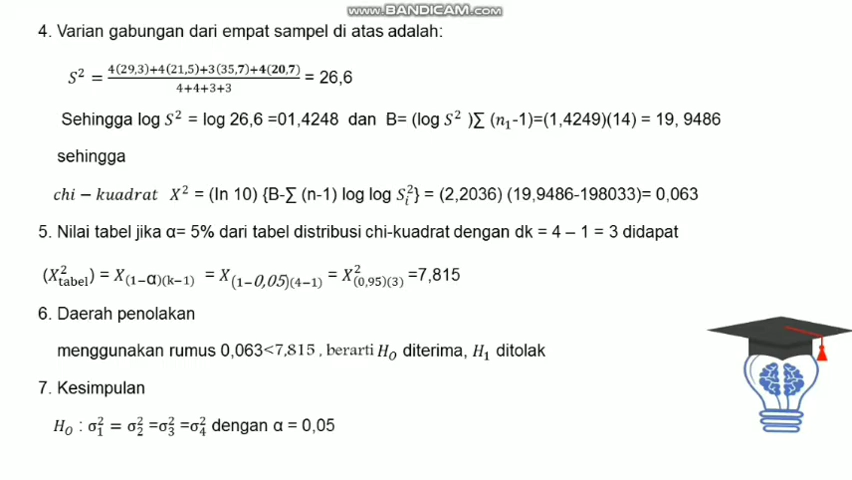 WWW.BANDICAM.COM
4. Varian gabungan dari empat sampel di atas adalah:
S² = 4(29,3)+4(21,5)+3(35,7)+4(20,7) / 4+4+3+3 = 26,6
Sehingga log S² = log 26,6 =01,4248 dan B= (log S² )∑ (n₁-1)=(1,4249)(14) = 19, 9486
sehingga
chi − kuadrat X² = (In 10) {B-∑ (n-1) log log Sᵢ²} = (2,2036) (19,9486-198033)= 0,063
5. Nilai tabel jika α= 5% dari tabel distribusi chi-kuadrat dengan dk = 4 – 1 = 3 didapat
(X²tabel) = X(1−α)(k−1) = X(1−0,05)(4−1) = X²(0,95)(3) =7,815
6. Daerah penolakan
menggunakan rumus 0,063<7,815 , berarti H₀ diterima, H₁ ditolak
7. Kesimpulan
H₀ : σ₁² = σ₂² =σ₃² =σ₄² dengan α = 0,05